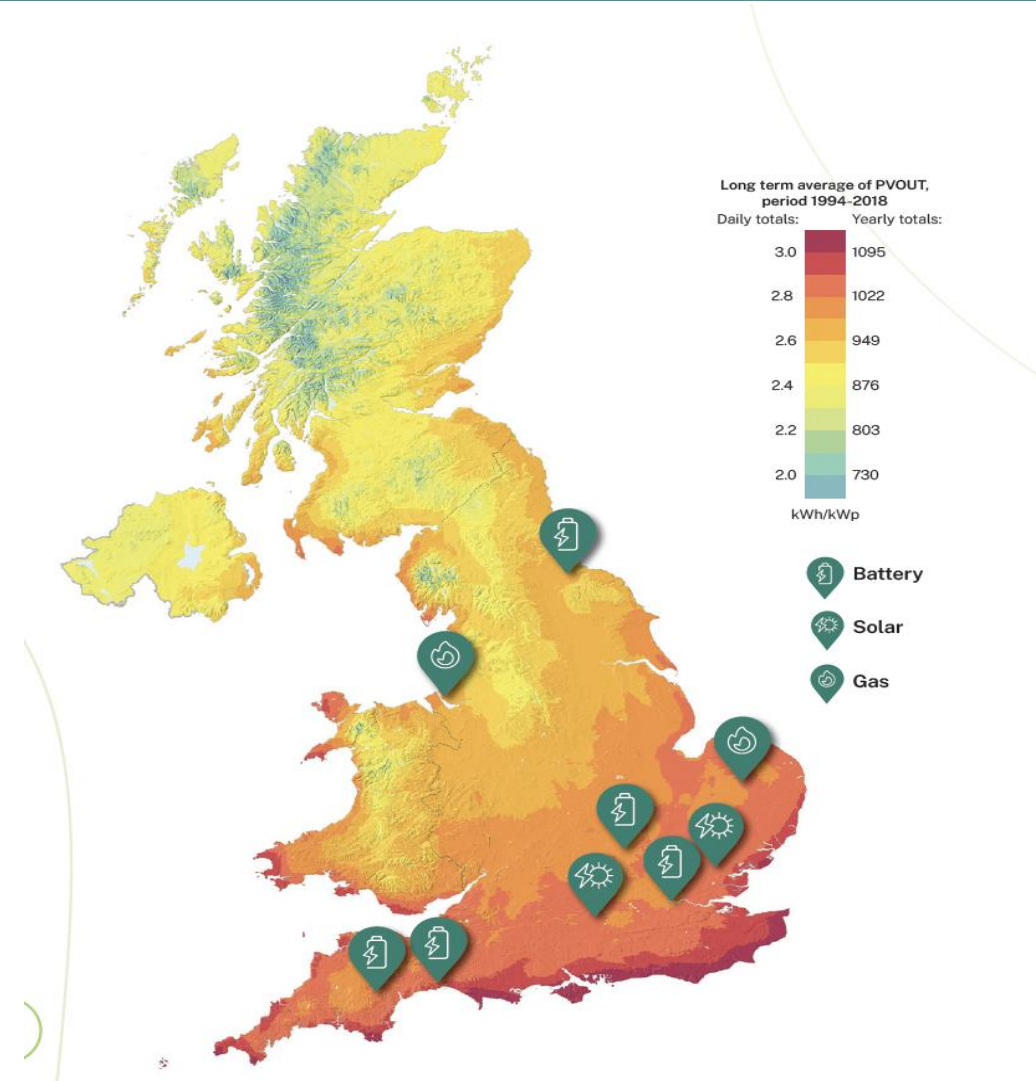 Long term average of PVOUT,
period 1994-2018
Daily totals: Yearly totals:
3.0 1095
2.8 1022
2.6 949
2.4 876
2.2 803
2.0 730
kWh/kWp
Battery
Solar
Gas